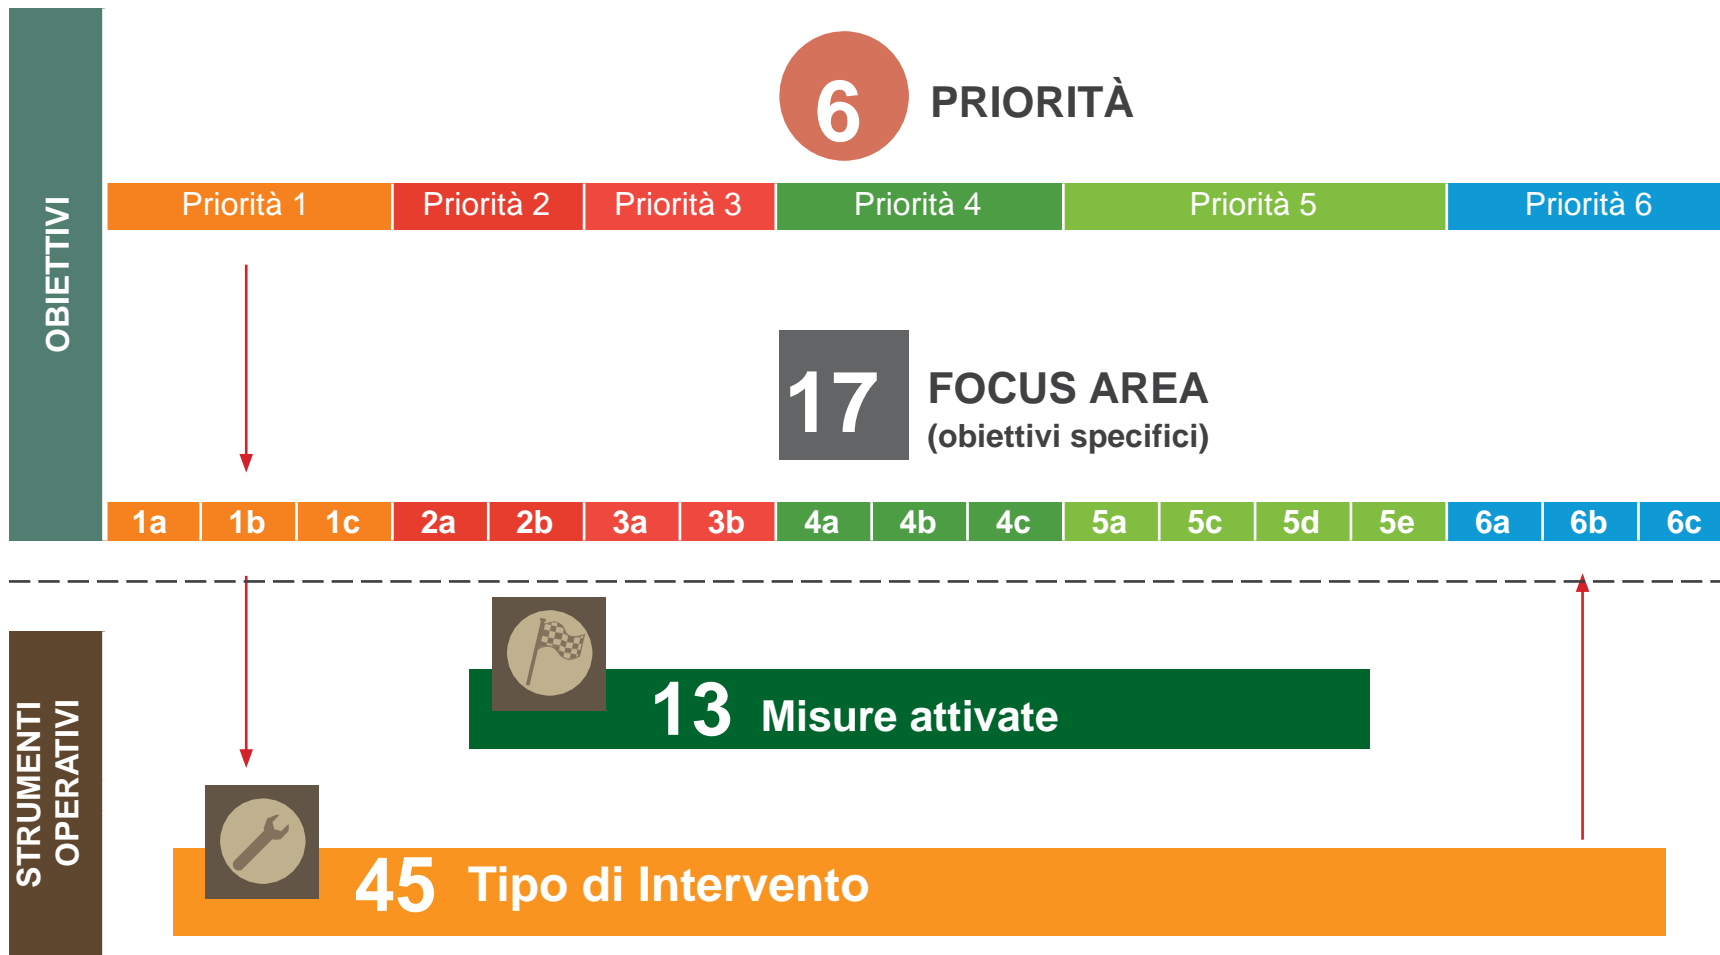 OBIETTIVI
6 PRIORITÀ
Priorità 1 Priorità 2 Priorità 3 Priorità 4 Priorità 5 Priorità 6
17 FOCUS AREA
(obiettivi specifici)
1a 1b 1c 2a 2b 3a 3b 4a 4b 4c 5a 5c 5d 5e 6a 6b 6c
STRUMENTI
OPERATIVI
13 Misure attivate
45 Tipo di Intervento